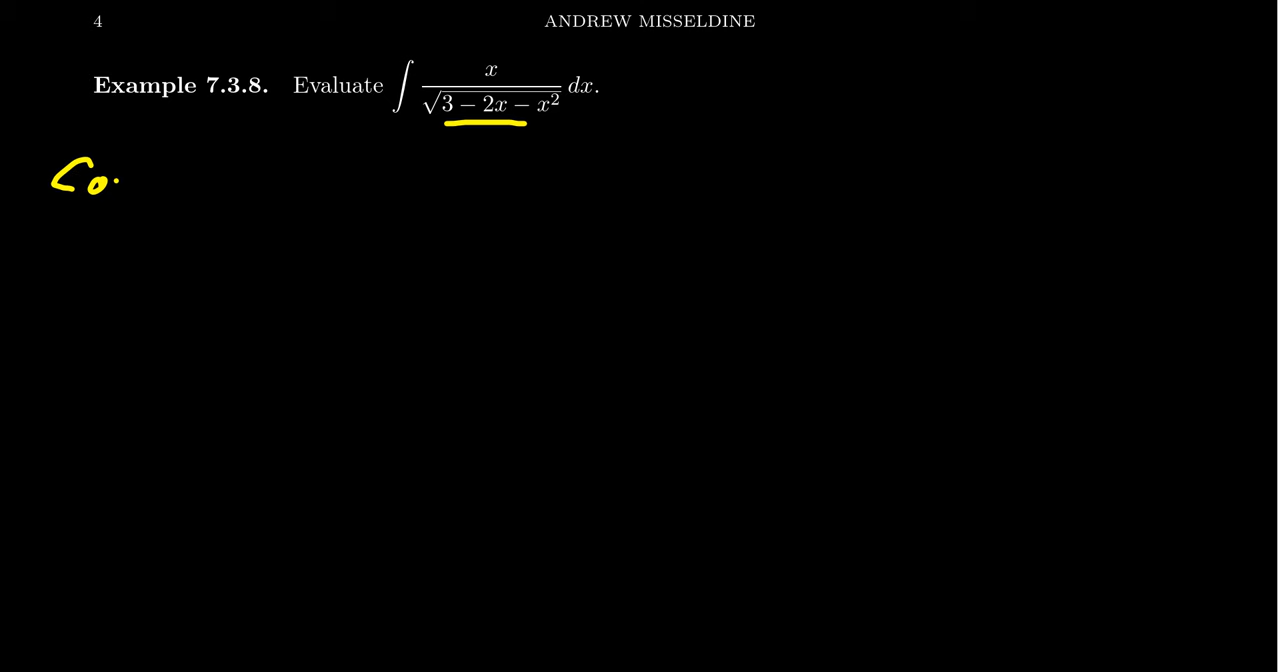 4 ANDREW MISSELDINE
Example 7.3.8. Evaluate ∫ x / √(3 − 2x − x²) dx.
Co